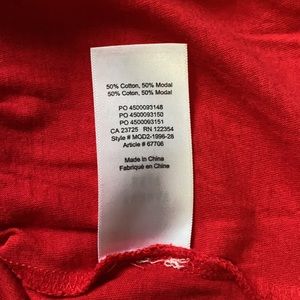 50% Cotton, 50% Modal
50% Coton, 50% Modal
PO 4500093148
PO 4500093150
PO 4500093151
CA 23725 RN 122354
Style # MOD2-1996-28
Article # 67706
Made in China
Fabriqué en Chine